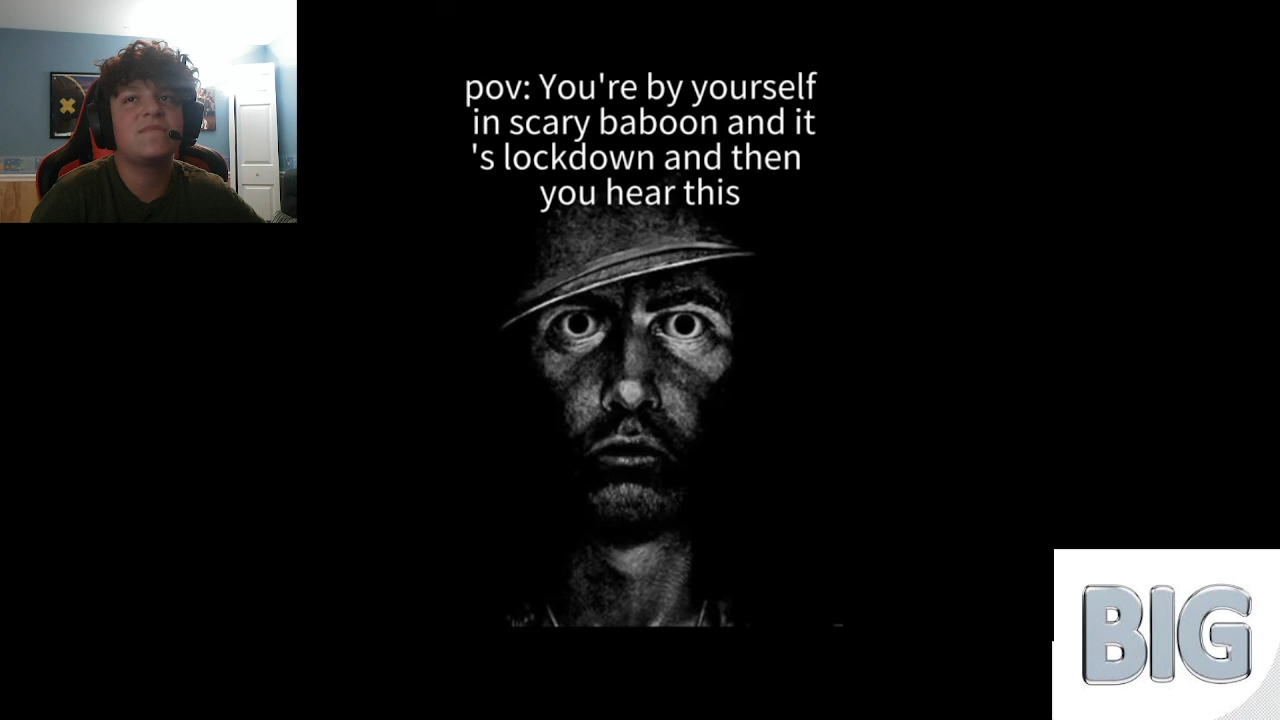 pov: You're by yourself
in scary baboon and it
's lockdown and then
you hear this
BIG